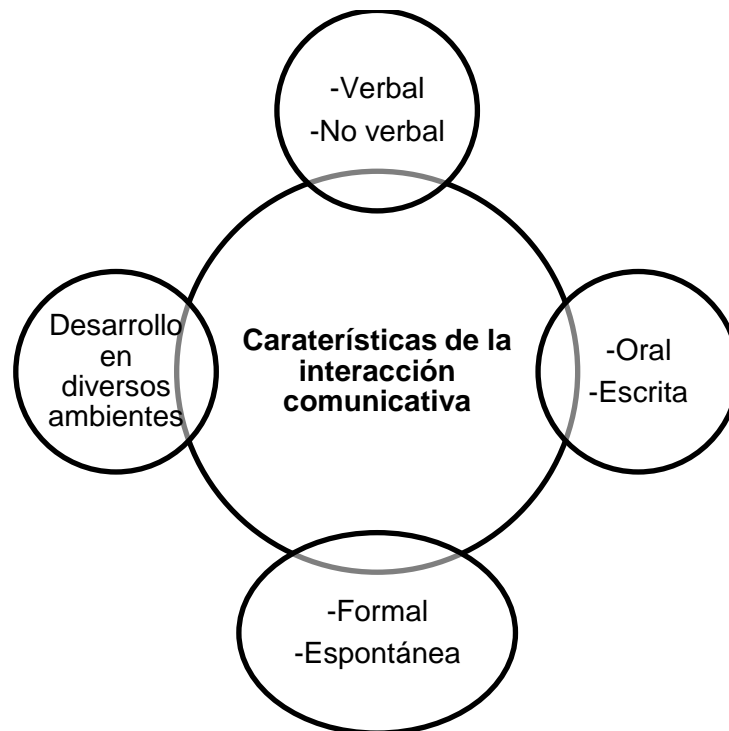 -Verbal
-No verbal
Desarrollo
en
diversos
ambientes
Caraterísticas de la
interacción
comunicativa
-Oral
-Escrita
-Formal
-Espontánea